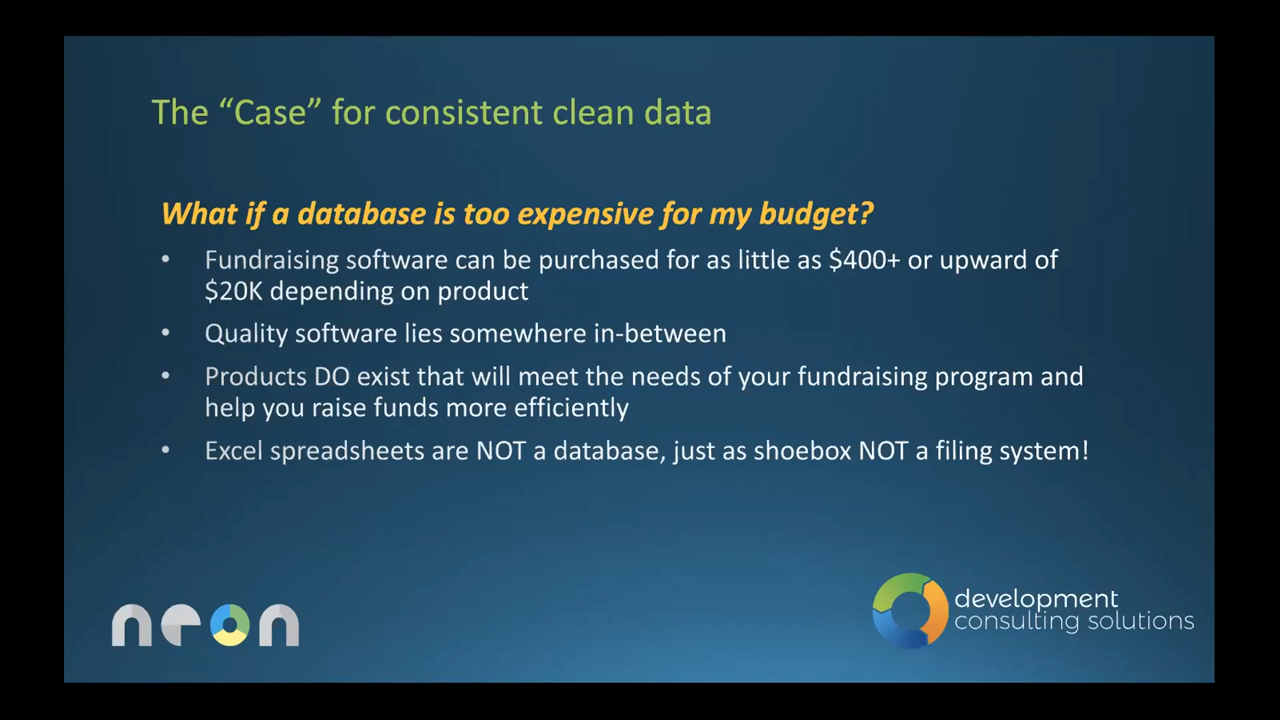 The “Case” for consistent clean data
What if a database is too expensive for my budget?
• Fundraising software can be purchased for as little as $400+ or upward of
$20K depending on product
• Quality software lies somewhere in-between
• Products DO exist that will meet the needs of your fundraising program and
help you raise funds more efficiently
• Excel spreadsheets are NOT a database, just as shoebox NOT a filing system!
neon
development
consulting solutions